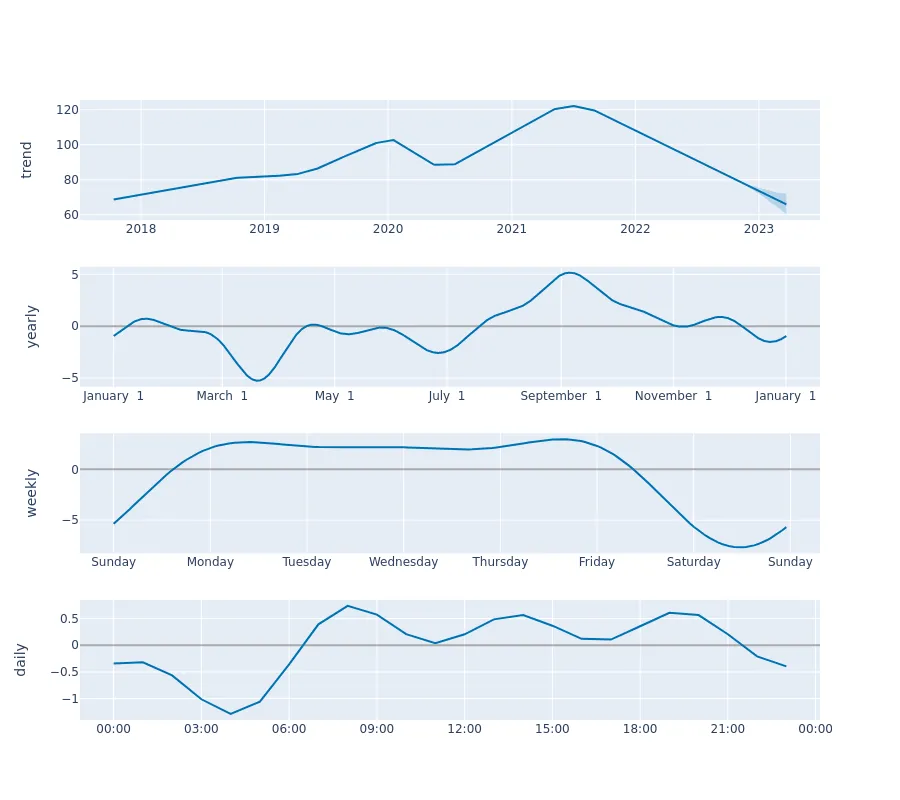 trend
120
100
80
60
2018 2019 2020 2021 2022 2023
yearly
5
0
−5
January 1 March 1 May 1 July 1 September 1 November 1 January 1
weekly
0
−5
Sunday Monday Tuesday Wednesday Thursday Friday Saturday Sunday
daily
0.5
0
−0.5
−1
00:00 03:00 06:00 09:00 12:00 15:00 18:00 21:00 00:00